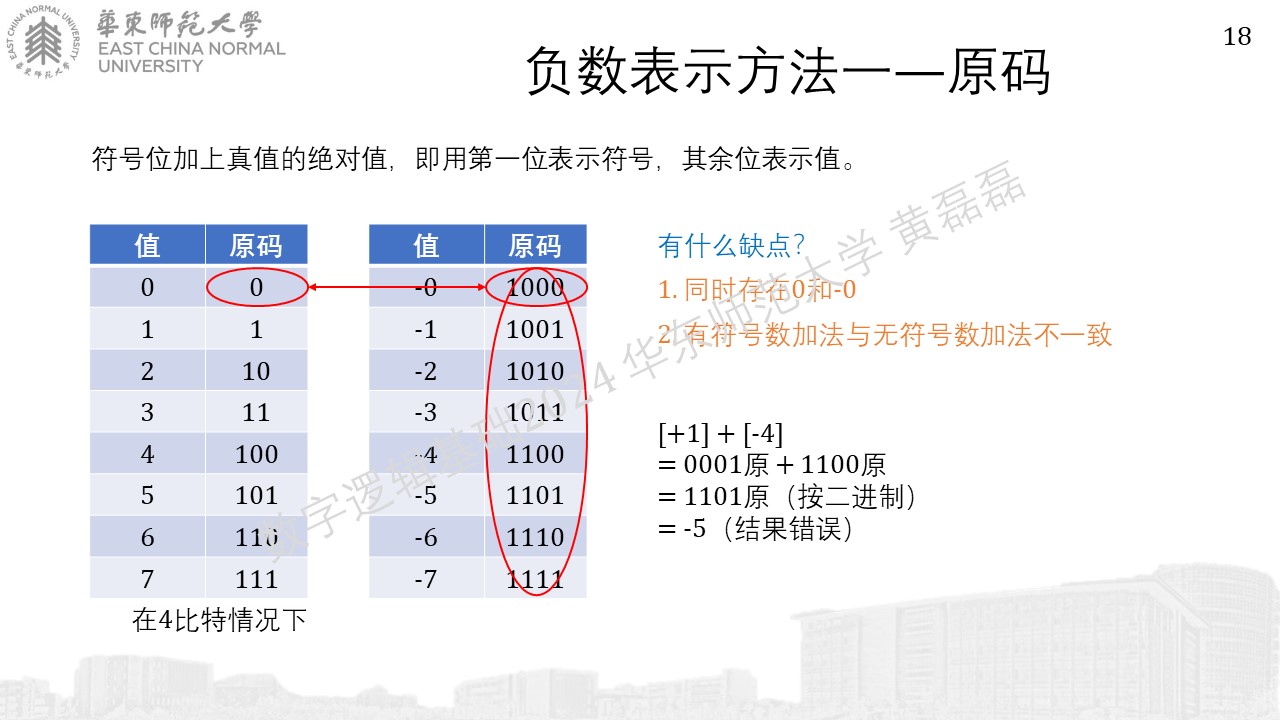 EAST CHINA NORMAL UNIVERSITY
華東師范大學
華東師范大學
EAST CHINA NORMAL
UNIVERSITY
18
负数表示方法一—原码
符号位加上真值的绝对值，即用第一位表示符号，其余位表示值。
值 原码
0 0
1 1
2 10
3 11
4 100
5 101
6 110
7 111
在4比特情况下
值 原码
-0 1000
-1 1001
-2 1010
-3 1011
-4 1100
-5 1101
-6 1110
-7 1111
有什么缺点？
1. 同时存在0和-0
2. 有符号数加法与无符号数加法不一致
[+1] + [-4]
= 0001原 + 1100原
= 1101原（按二进制）
= -5（结果错误）
数字逻辑基础2024 华东师范大学 黄磊磊